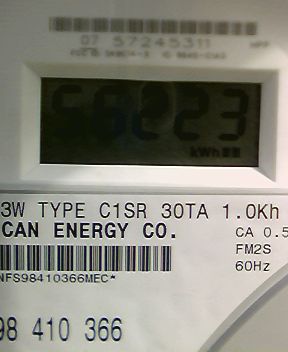 07 57245311
56223
kWh
3W TYPE C1SR 30TA 1.0Kh
CAN ENERGY CO.
CA 0.5
FM2S
60Hz
NFS98410366MEC*
98 410 366